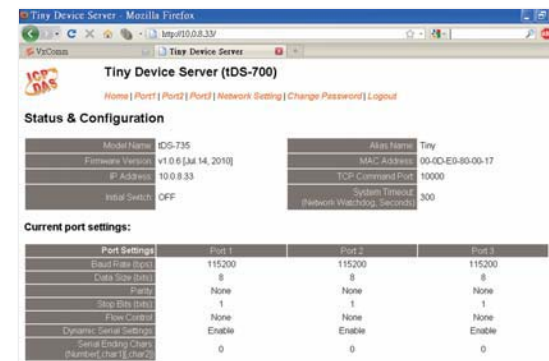 Tiny Device Server - Mozilla Firefox
http://10.0.8.33/
VxComm Tiny Device Server
ICP DAS
Tiny Device Server (tDS-700)
Home | Port1 | Port2 | Port3 | Network Setting | Change Password | Logout
Status & Configuration
Model Name tDS-735 Alias Name Tiny
Firmware Version v1.0.6 [Jul.14, 2010] MAC Address 00-0D-E0-80-00-17
IP Address 10.0.8.33 TCP Command Port 10000
Initial Switch OFF System Timeout (Network Watchdog, Seconds) 300
Current port settings:
Port Settings Port 1 Port 2 Port 3
Baud Rate (bps) 115200 115200 115200
Data Size (bits) 8 8 8
Parity None None None
Stop Bits (bits) 1 1 1
Flow Control None None None
Dynamic Serial Settings Enable Enable Enable
Serial Ending Chars (Number[,char1][,char2]) 0 0 0